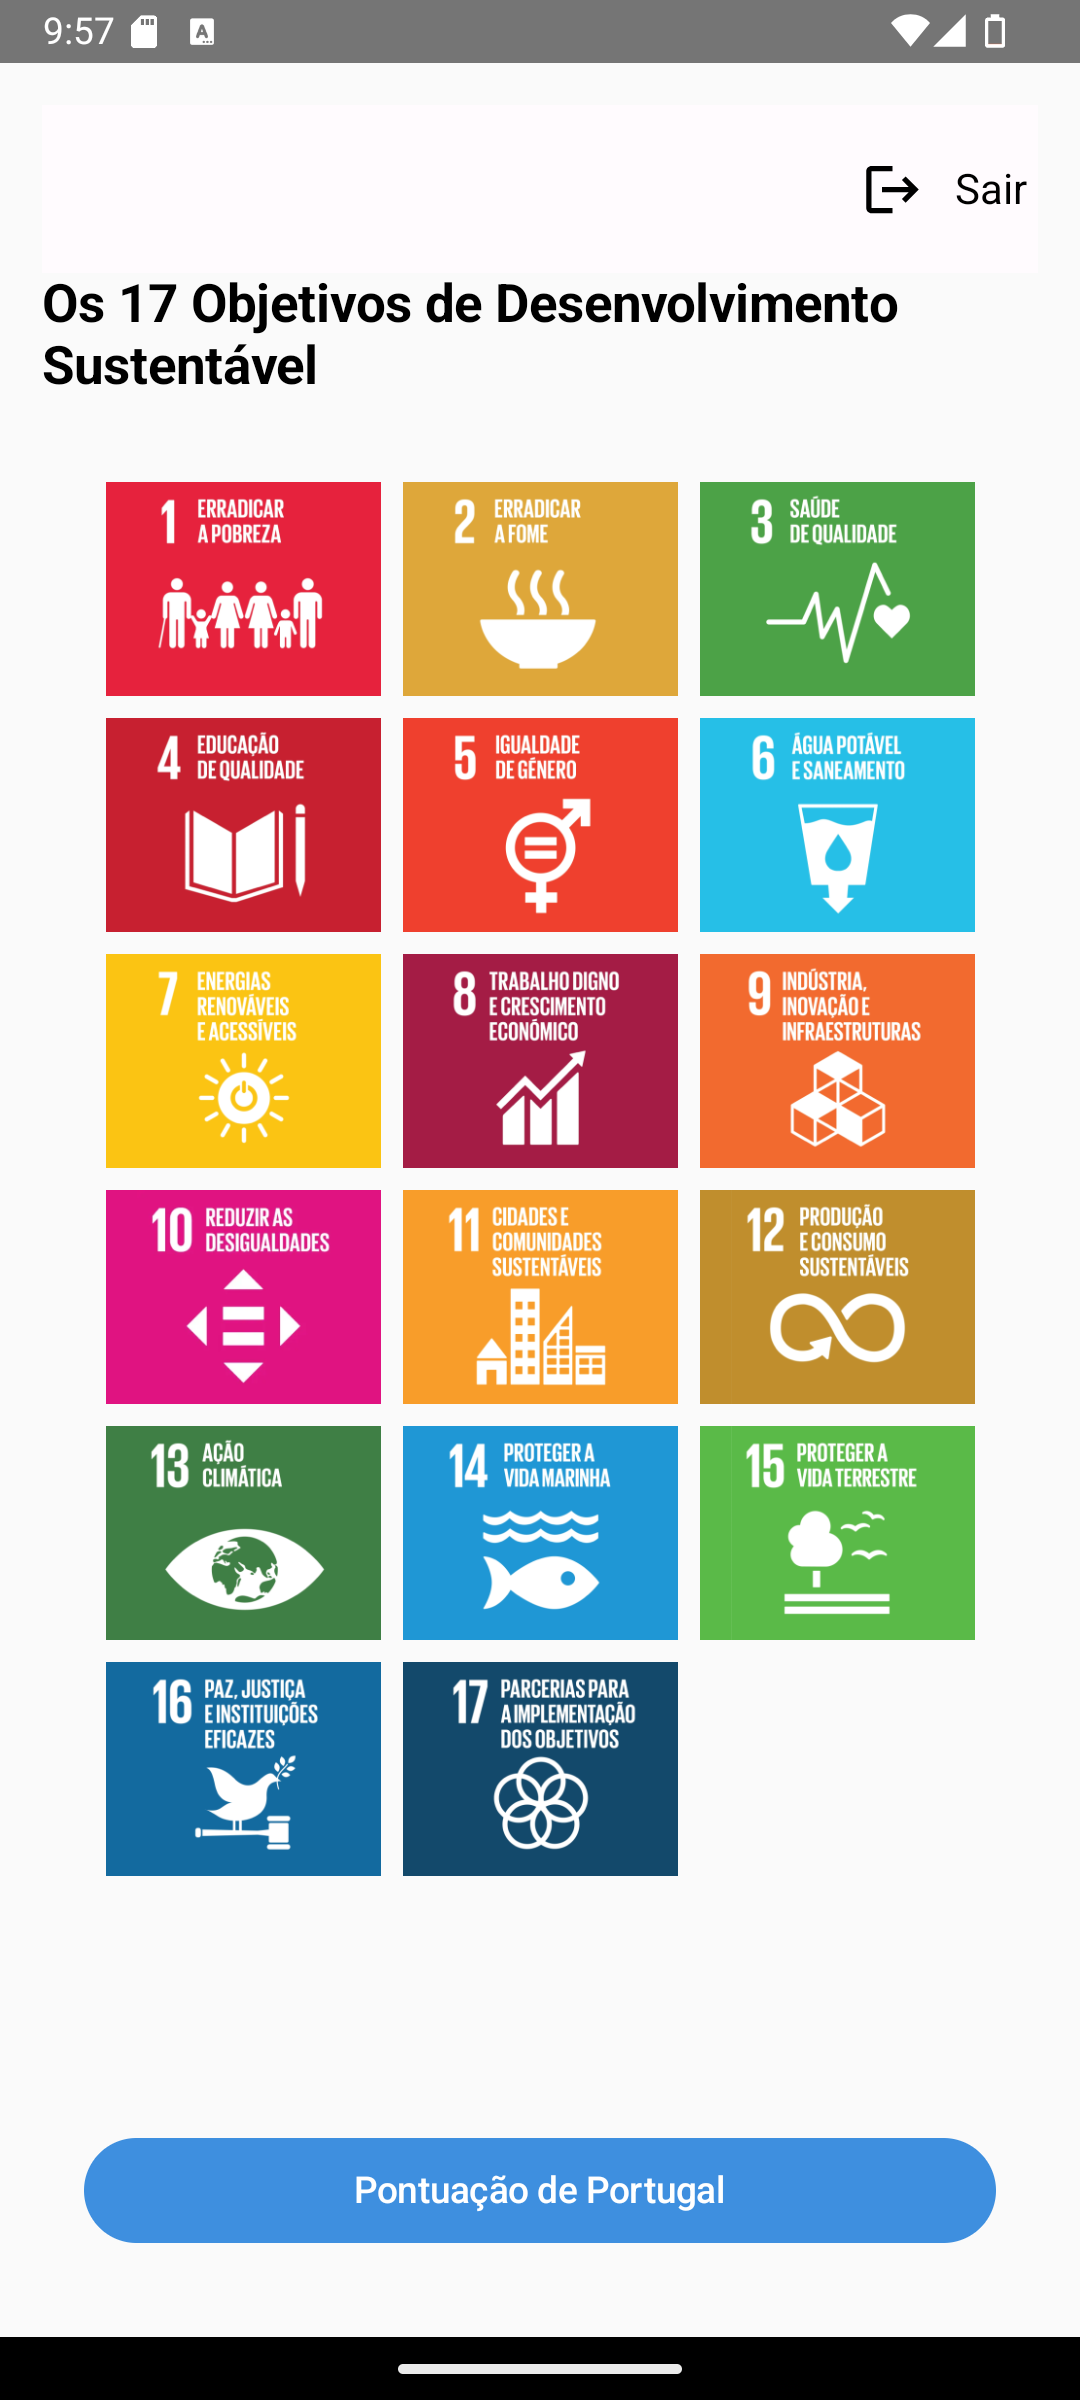 9:57
Sair
Os 17 Objetivos de Desenvolvimento
Sustentável
1 ERRADICAR
A POBREZA
2 ERRADICAR
A FOME
3 SAÚDE
DE QUALIDADE
4 EDUCAÇÃO
DE QUALIDADE
5 IGUALDADE
DE GÉNERO
6 ÁGUA POTÁVEL
E SANEAMENTO
7 ENERGIAS
RENOVÁVEIS
E ACESSÍVEIS
8 TRABALHO DIGNO
E CRESCIMENTO
ECONÓMICO
9 INDÚSTRIA,
INOVAÇÃO E
INFRAESTRUTURAS
10 REDUZIR AS
DESIGUALDADES
11 CIDADES E
COMUNIDADES
SUSTENTÁVEIS
12 PRODUÇÃO
E CONSUMO
SUSTENTÁVEIS
13 AÇÃO
CLIMÁTICA
14 PROTEGER A
VIDA MARINHA
15 PROTEGER A
VIDA TERRESTRE
16 PAZ, JUSTIÇA
E INSTITUIÇÕES
EFICAZES
17 PARCERIAS PARA
A IMPLEMENTAÇÃO
DOS OBJETIVOS
Pontuação de Portugal